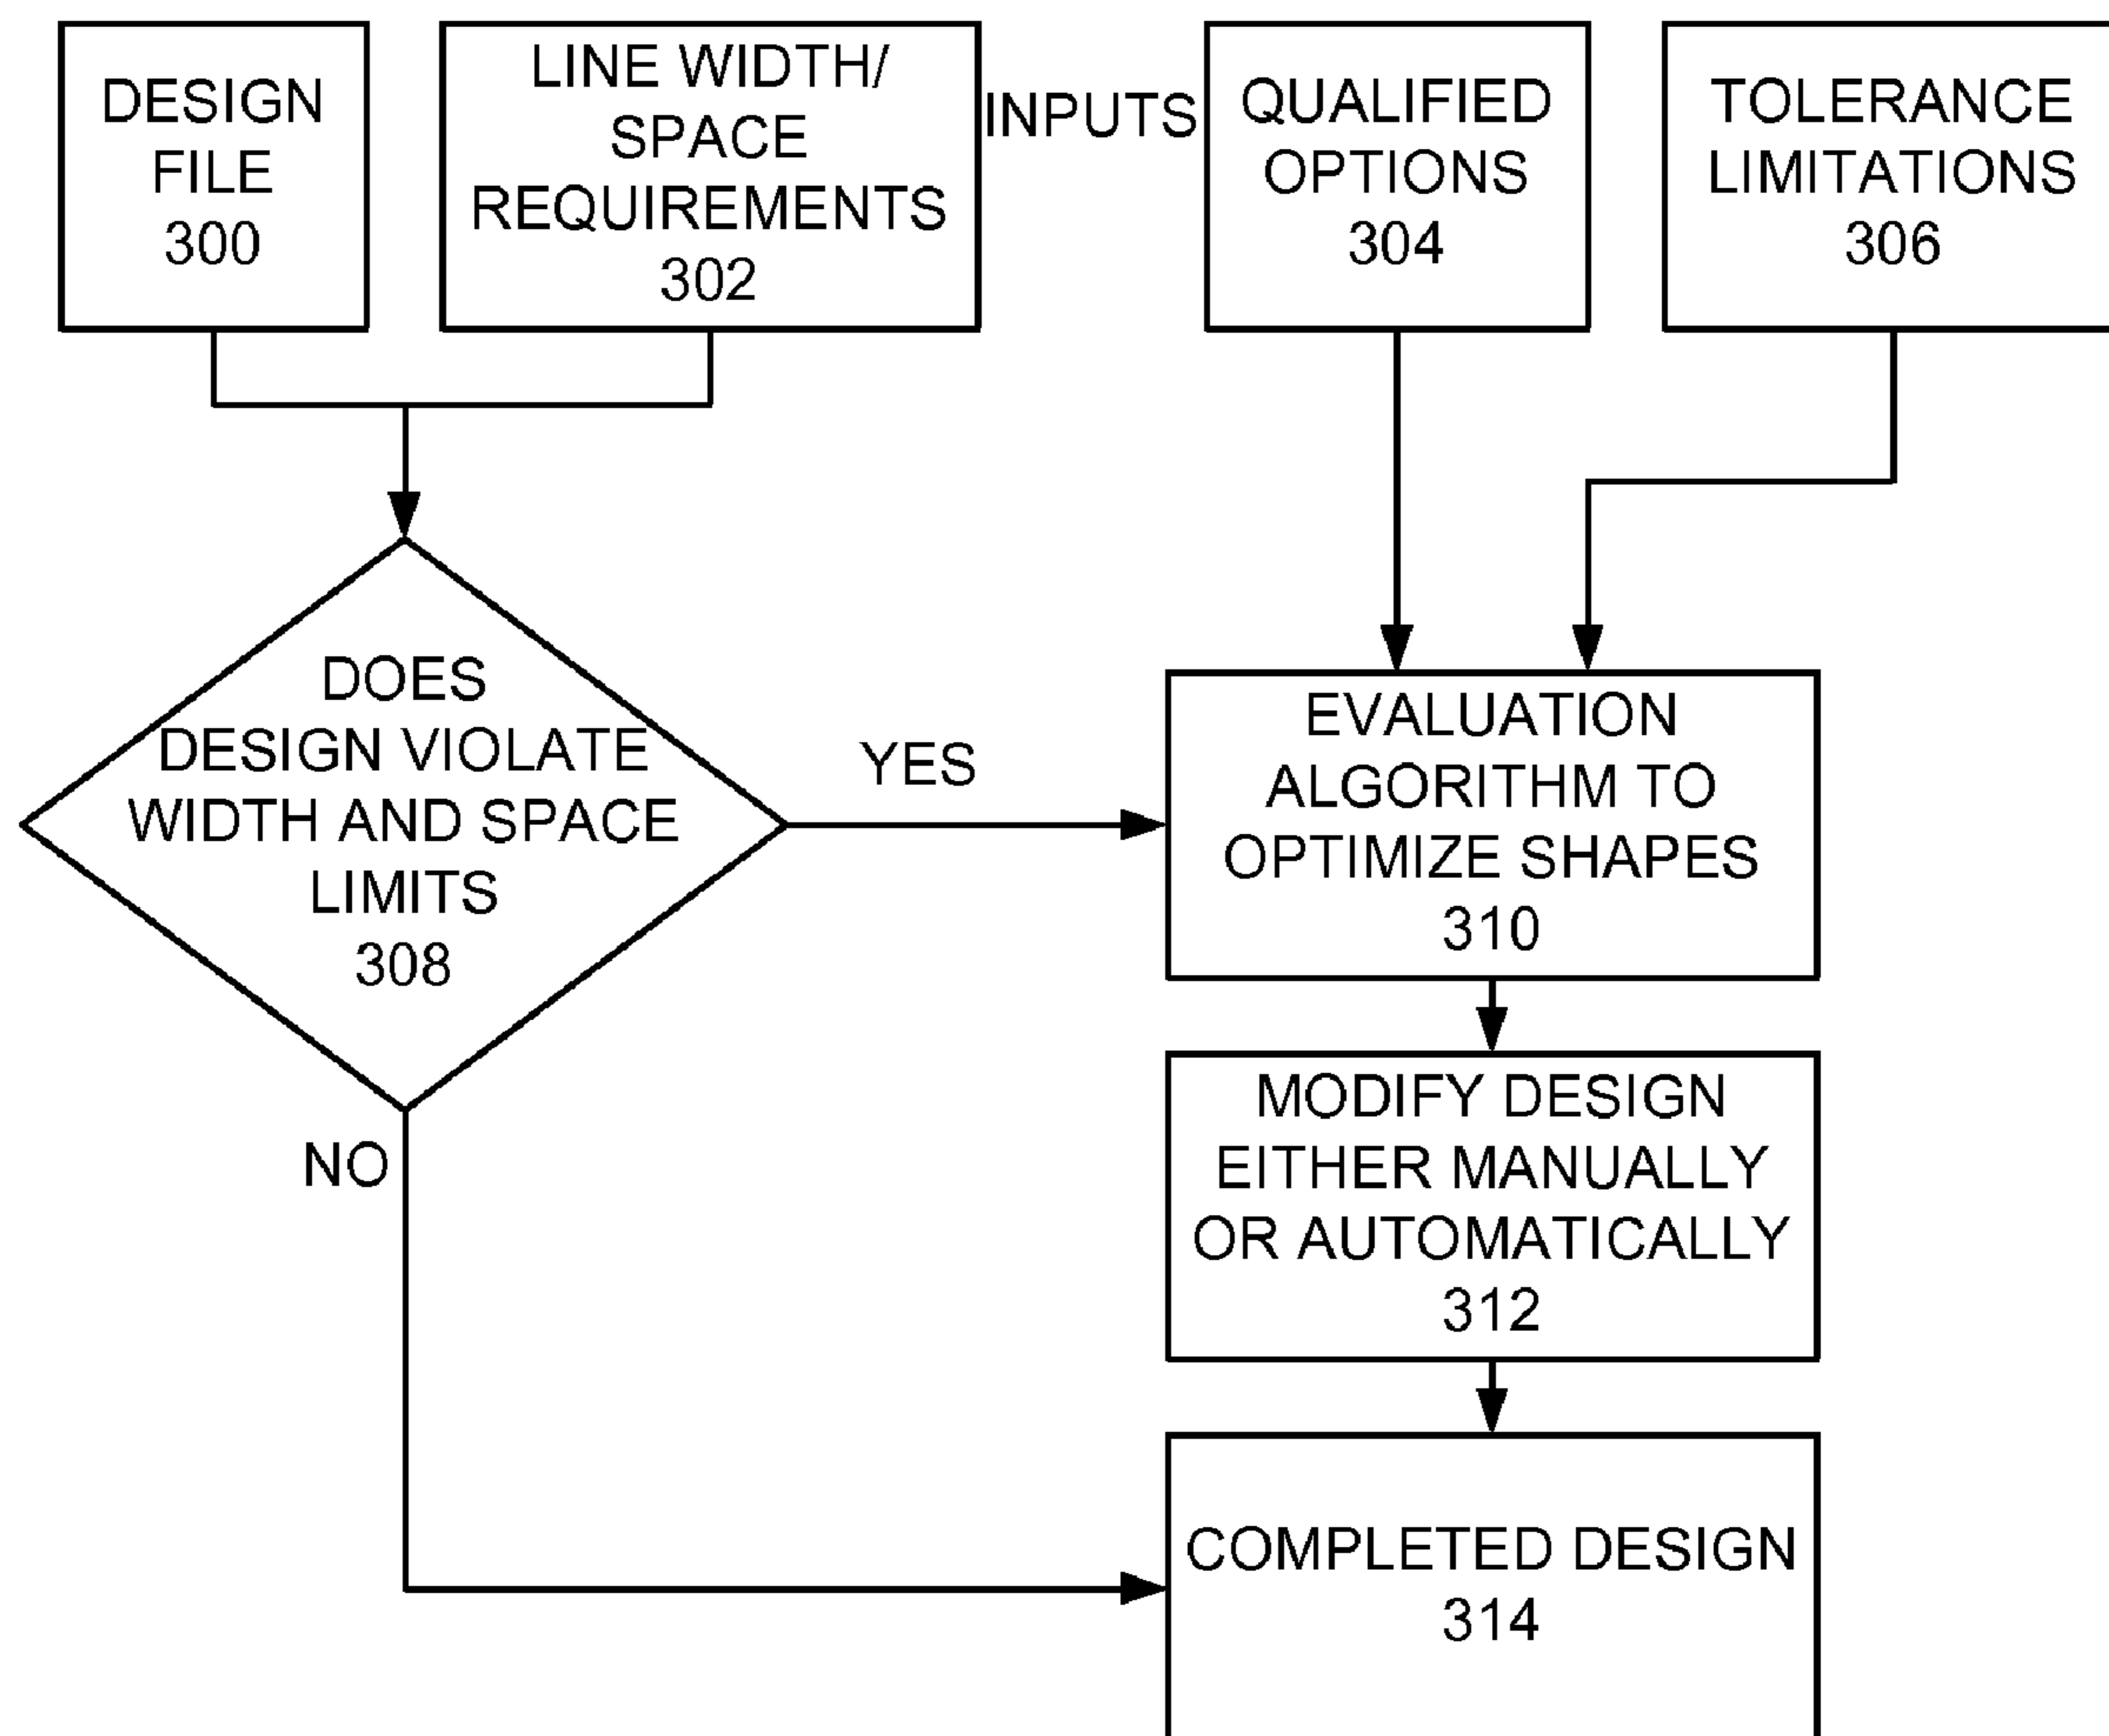 DESIGN
FILE
300
LINE WIDTH/
SPACE
REQUIREMENTS
302
INPUTS
QUALIFIED
OPTIONS
304
TOLERANCE
LIMITATIONS
306
DOES
DESIGN VIOLATE
WIDTH AND SPACE
LIMITS
308
YES
NO
EVALUATION
ALGORITHM TO
OPTIMIZE SHAPES
310
MODIFY DESIGN
EITHER MANUALLY
OR AUTOMATICALLY
312
COMPLETED DESIGN
314